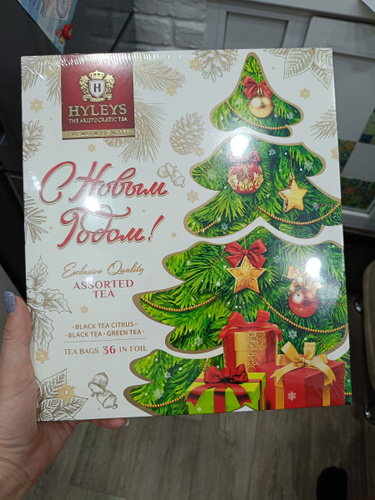 H
HYLEYS
THE ARISTOCRATIC TEA
С Новым
Годом!
Exclusive Quality
ASSORTED
TEA
• BLACK TEA CITRUS •
• BLACK TEA • GREEN TEA •
TEA BAGS 36 IN FOIL